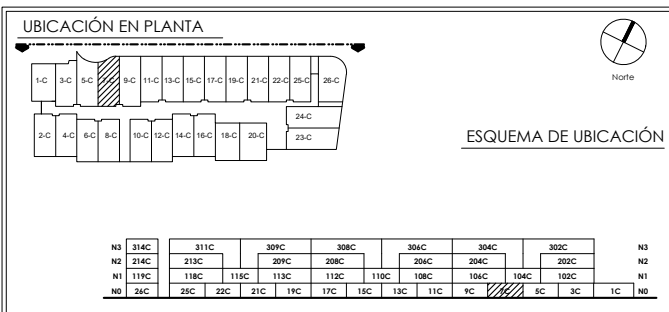 UBICACIÓN EN PLANTA
Norte
1-C 3-C 5-C 7-C 9-C 11-C 13-C 15-C 17-C 19-C 21-C 22-C 25-C 26-C
24-C
2-C 4-C 6-C 8-C 10-C 12-C 14-C 16-C 18-C 20-C 23-C
ESQUEMA DE UBICACIÓN
N3 314C 311C 309C 308C 306C 304C 302C N3
N2 214C 213C 209C 208C 206C 204C 202C N2
N1 119C 118C 115C 113C 112C 110C 108C 106C 104C 102C N1
N0 26C 25C 22C 21C 19C 17C 15C 13C 11C 9C 7C 5C 3C 1C N0